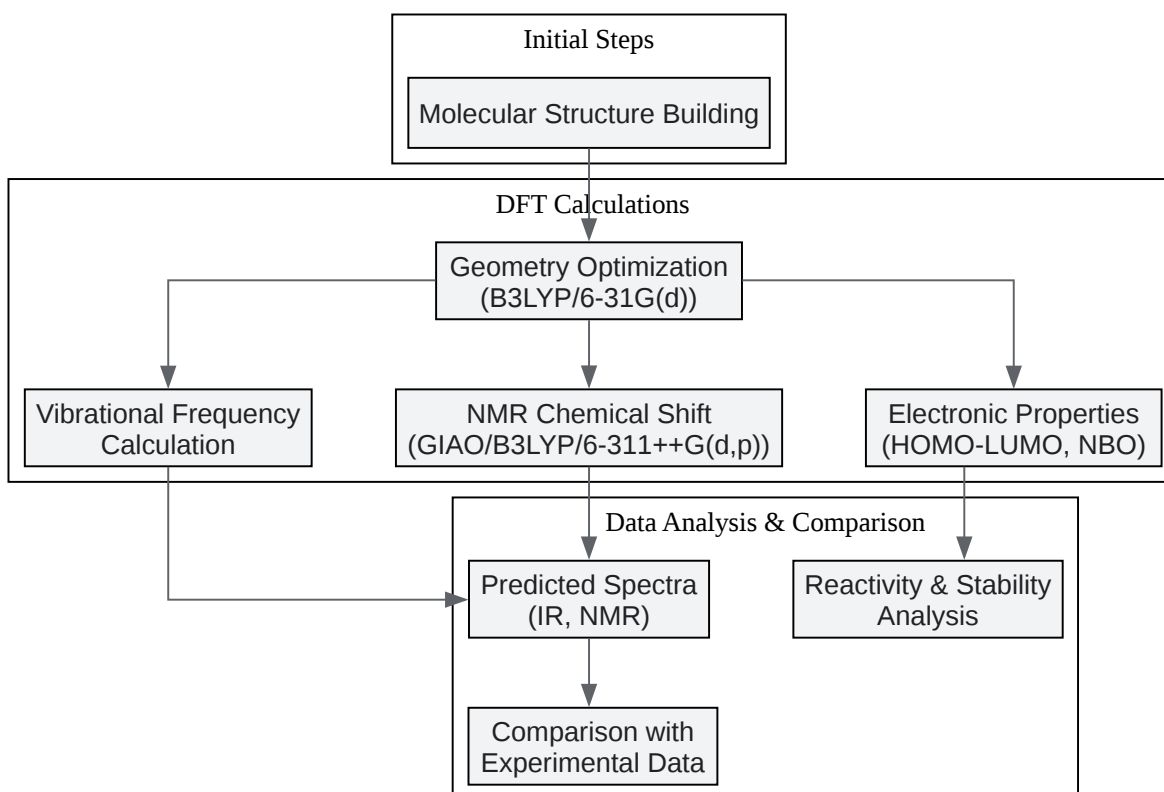 Initial Steps
Molecular Structure Building
DFT Calculations
Geometry Optimization
(B3LYP/6-31G(d))
Vibrational Frequency
Calculation
NMR Chemical Shift
(GIAO/B3LYP/6-311++G(d,p))
Electronic Properties
(HOMO-LUMO, NBO)
Data Analysis & Comparison
Predicted Spectra
(IR, NMR)
Reactivity & Stability
Analysis
Comparison with
Experimental Data